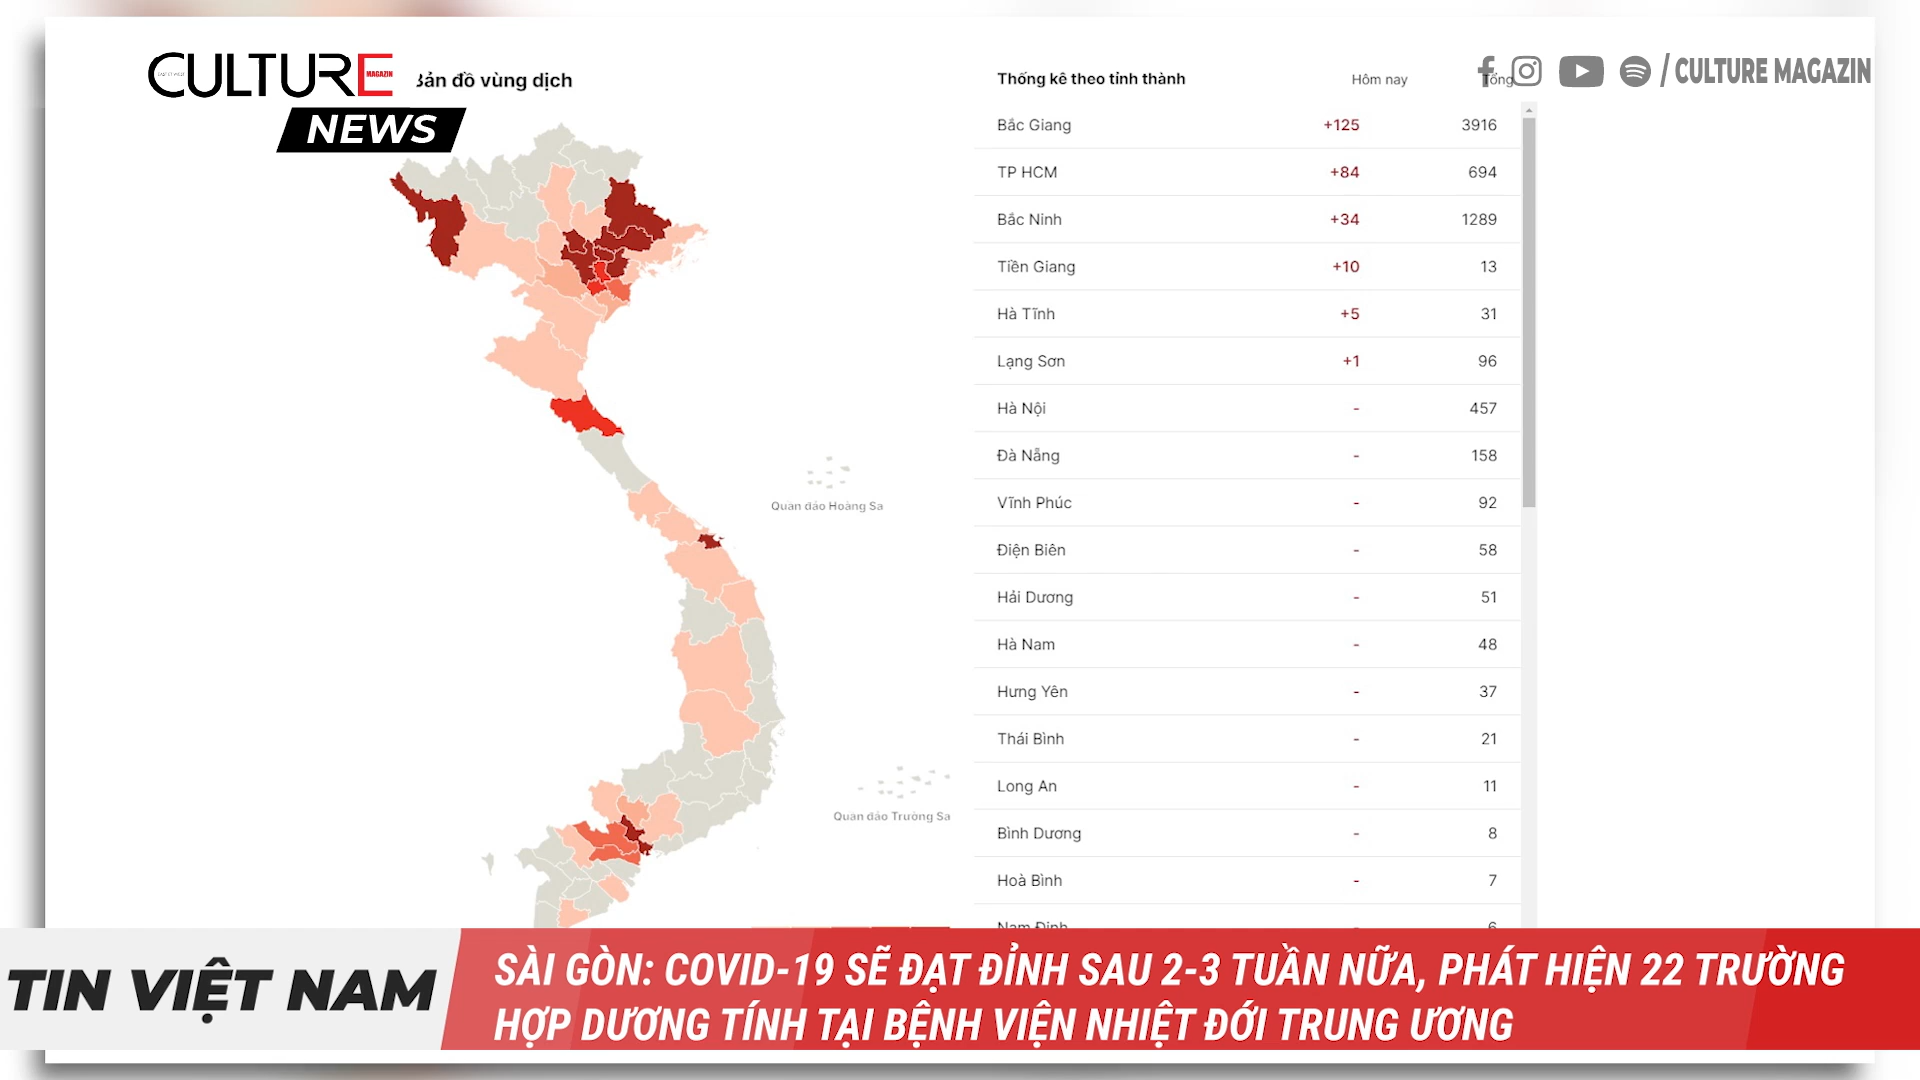 CULTURE
MAGAZIN
NEWS
Bản đồ vùng dịch
/ CULTURE MAGAZIN
Thống kê theo tỉnh thành Hôm nay Tổng
Bắc Giang +125 3916
TP HCM +84 694
Bắc Ninh +34 1289
Tiền Giang +10 13
Hà Tĩnh +5 31
Lạng Sơn +1 96
Hà Nội - 457
Đà Nẵng - 158
Vĩnh Phúc - 92
Điện Biên - 58
Hải Dương - 51
Hà Nam - 48
Hưng Yên - 37
Thái Bình - 21
Long An - 11
Bình Dương - 8
Hoà Bình - 7
Nam Định - 6
Quần đảo Hoàng Sa
Quần đảo Trường Sa
TIN VIỆT NAM
SÀI GÒN: COVID-19 SẼ ĐẠT ĐỈNH SAU 2-3 TUẦN NỮA, PHÁT HIỆN 22 TRƯỜNG
HỢP DƯƠNG TÍNH TẠI BỆNH VIỆN NHIỆT ĐỚI TRUNG ƯƠNG